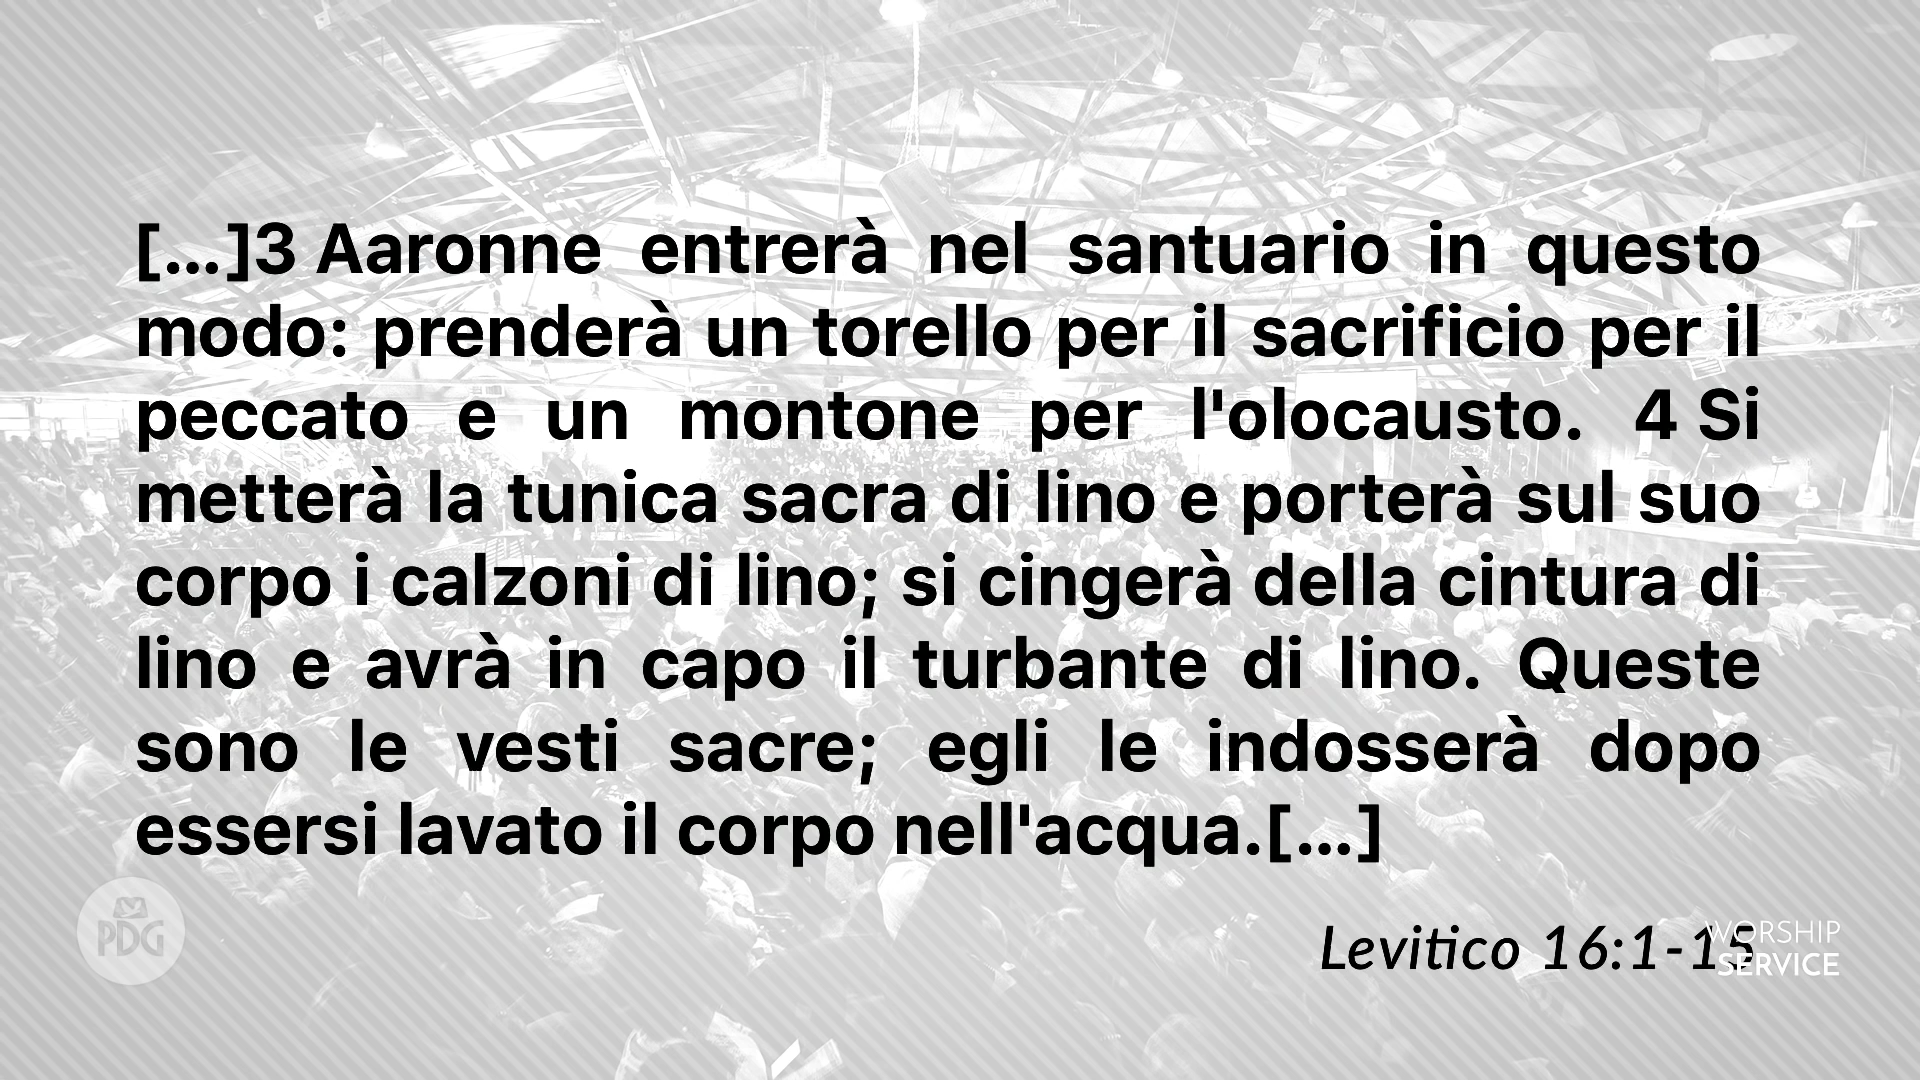 [...]3 Aaronne entrerà nel santuario in questo
modo: prenderà un torello per il sacrificio per il
peccato e un montone per l'olocausto. 4 Si
metterà la tunica sacra di lino e porterà sul suo
corpo i calzoni di lino; si cingerà della cintura di
lino e avrà in capo il turbante di lino. Queste
sono le vesti sacre; egli le indosserà dopo
essersi lavato il corpo nell'acqua.[...]
PDG
Levitico 16:1-15
WORSHIP
SERVICE